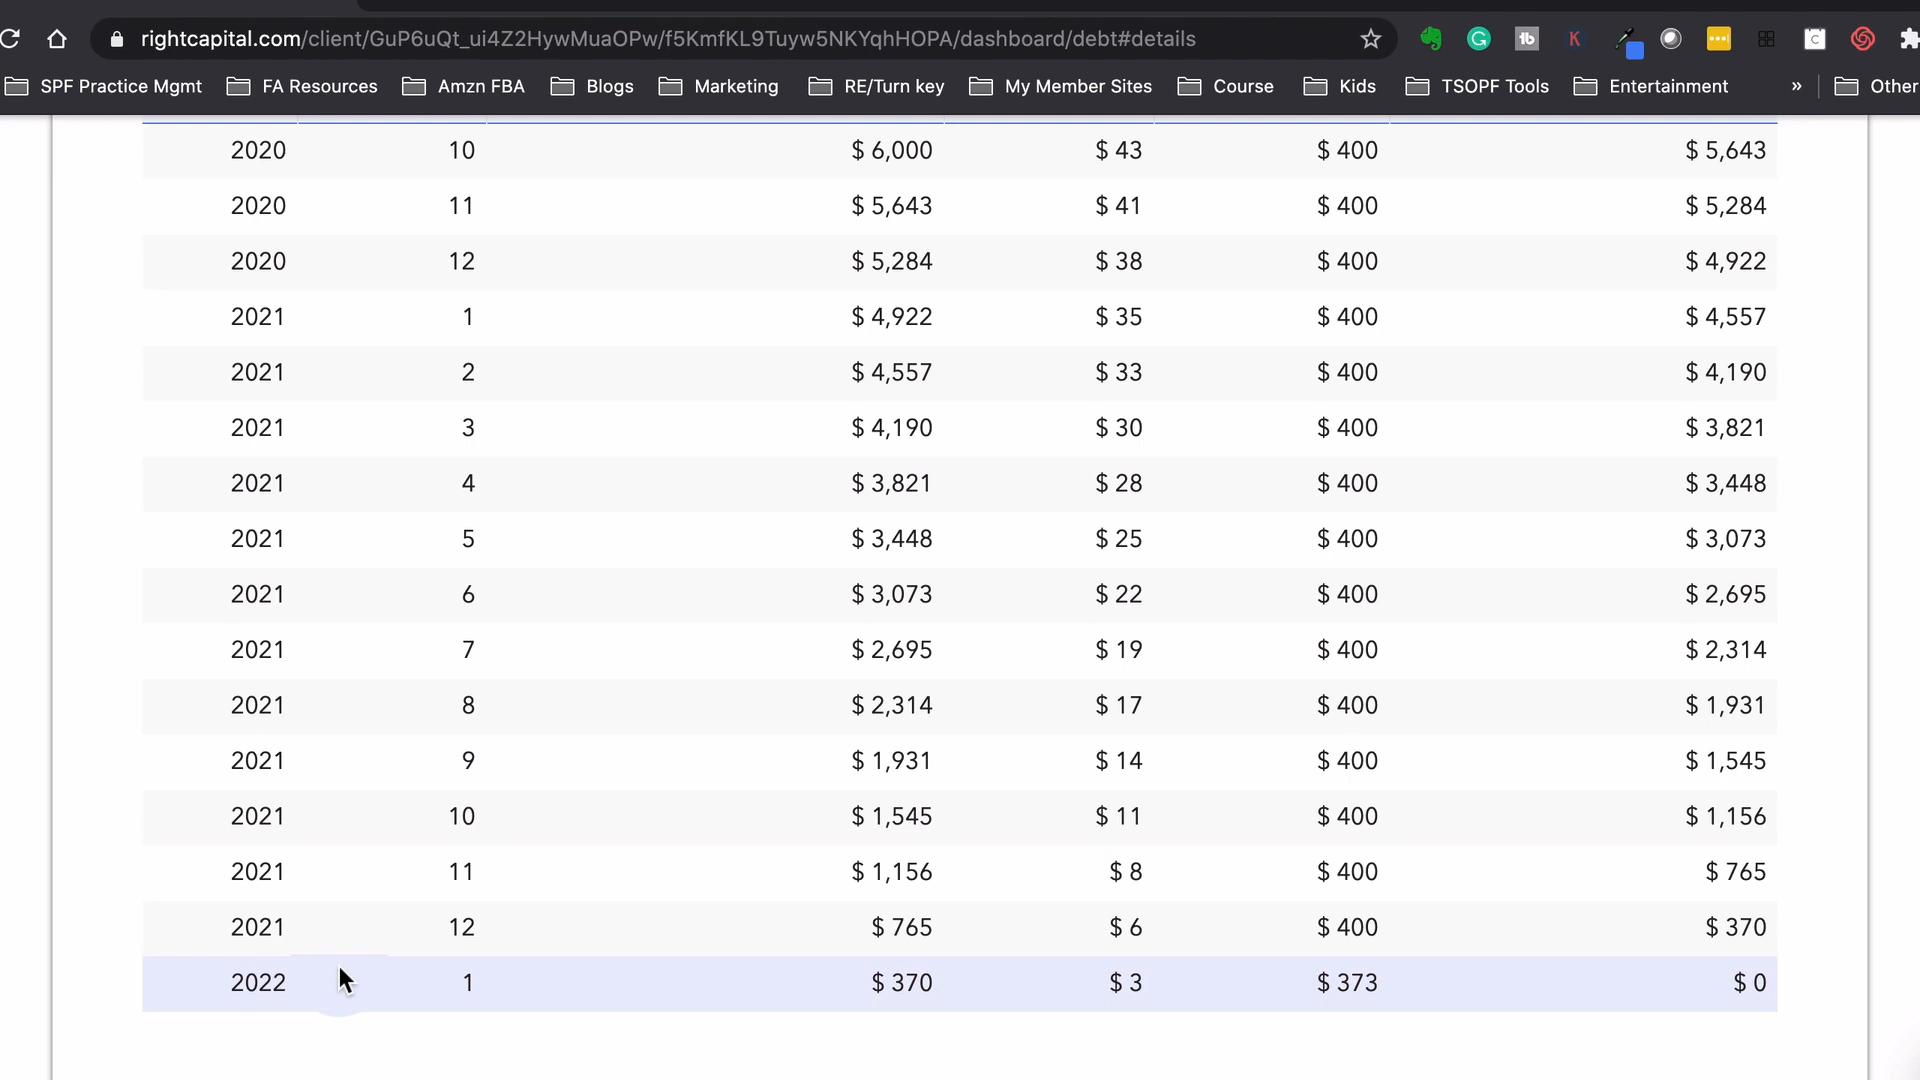 rightcapital.com/client/GuP6uQt_ui4Z2HywMuaOPw/f5KmfKL9Tuyw5NKYqhHOPA/dashboard/debt#details
SPF Practice Mgmt FA Resources Amzn FBA Blogs Marketing RE/Turn key My Member Sites Course Kids TSOPF Tools Entertainment » Other
2020 10 $ 6,000 $ 43 $ 400 $ 5,643
2020 11 $ 5,643 $ 41 $ 400 $ 5,284
2020 12 $ 5,284 $ 38 $ 400 $ 4,922
2021 1 $ 4,922 $ 35 $ 400 $ 4,557
2021 2 $ 4,557 $ 33 $ 400 $ 4,190
2021 3 $ 4,190 $ 30 $ 400 $ 3,821
2021 4 $ 3,821 $ 28 $ 400 $ 3,448
2021 5 $ 3,448 $ 25 $ 400 $ 3,073
2021 6 $ 3,073 $ 22 $ 400 $ 2,695
2021 7 $ 2,695 $ 19 $ 400 $ 2,314
2021 8 $ 2,314 $ 17 $ 400 $ 1,931
2021 9 $ 1,931 $ 14 $ 400 $ 1,545
2021 10 $ 1,545 $ 11 $ 400 $ 1,156
2021 11 $ 1,156 $ 8 $ 400 $ 765
2021 12 $ 765 $ 6 $ 400 $ 370
2022 1 $ 370 $ 3 $ 373 $ 0